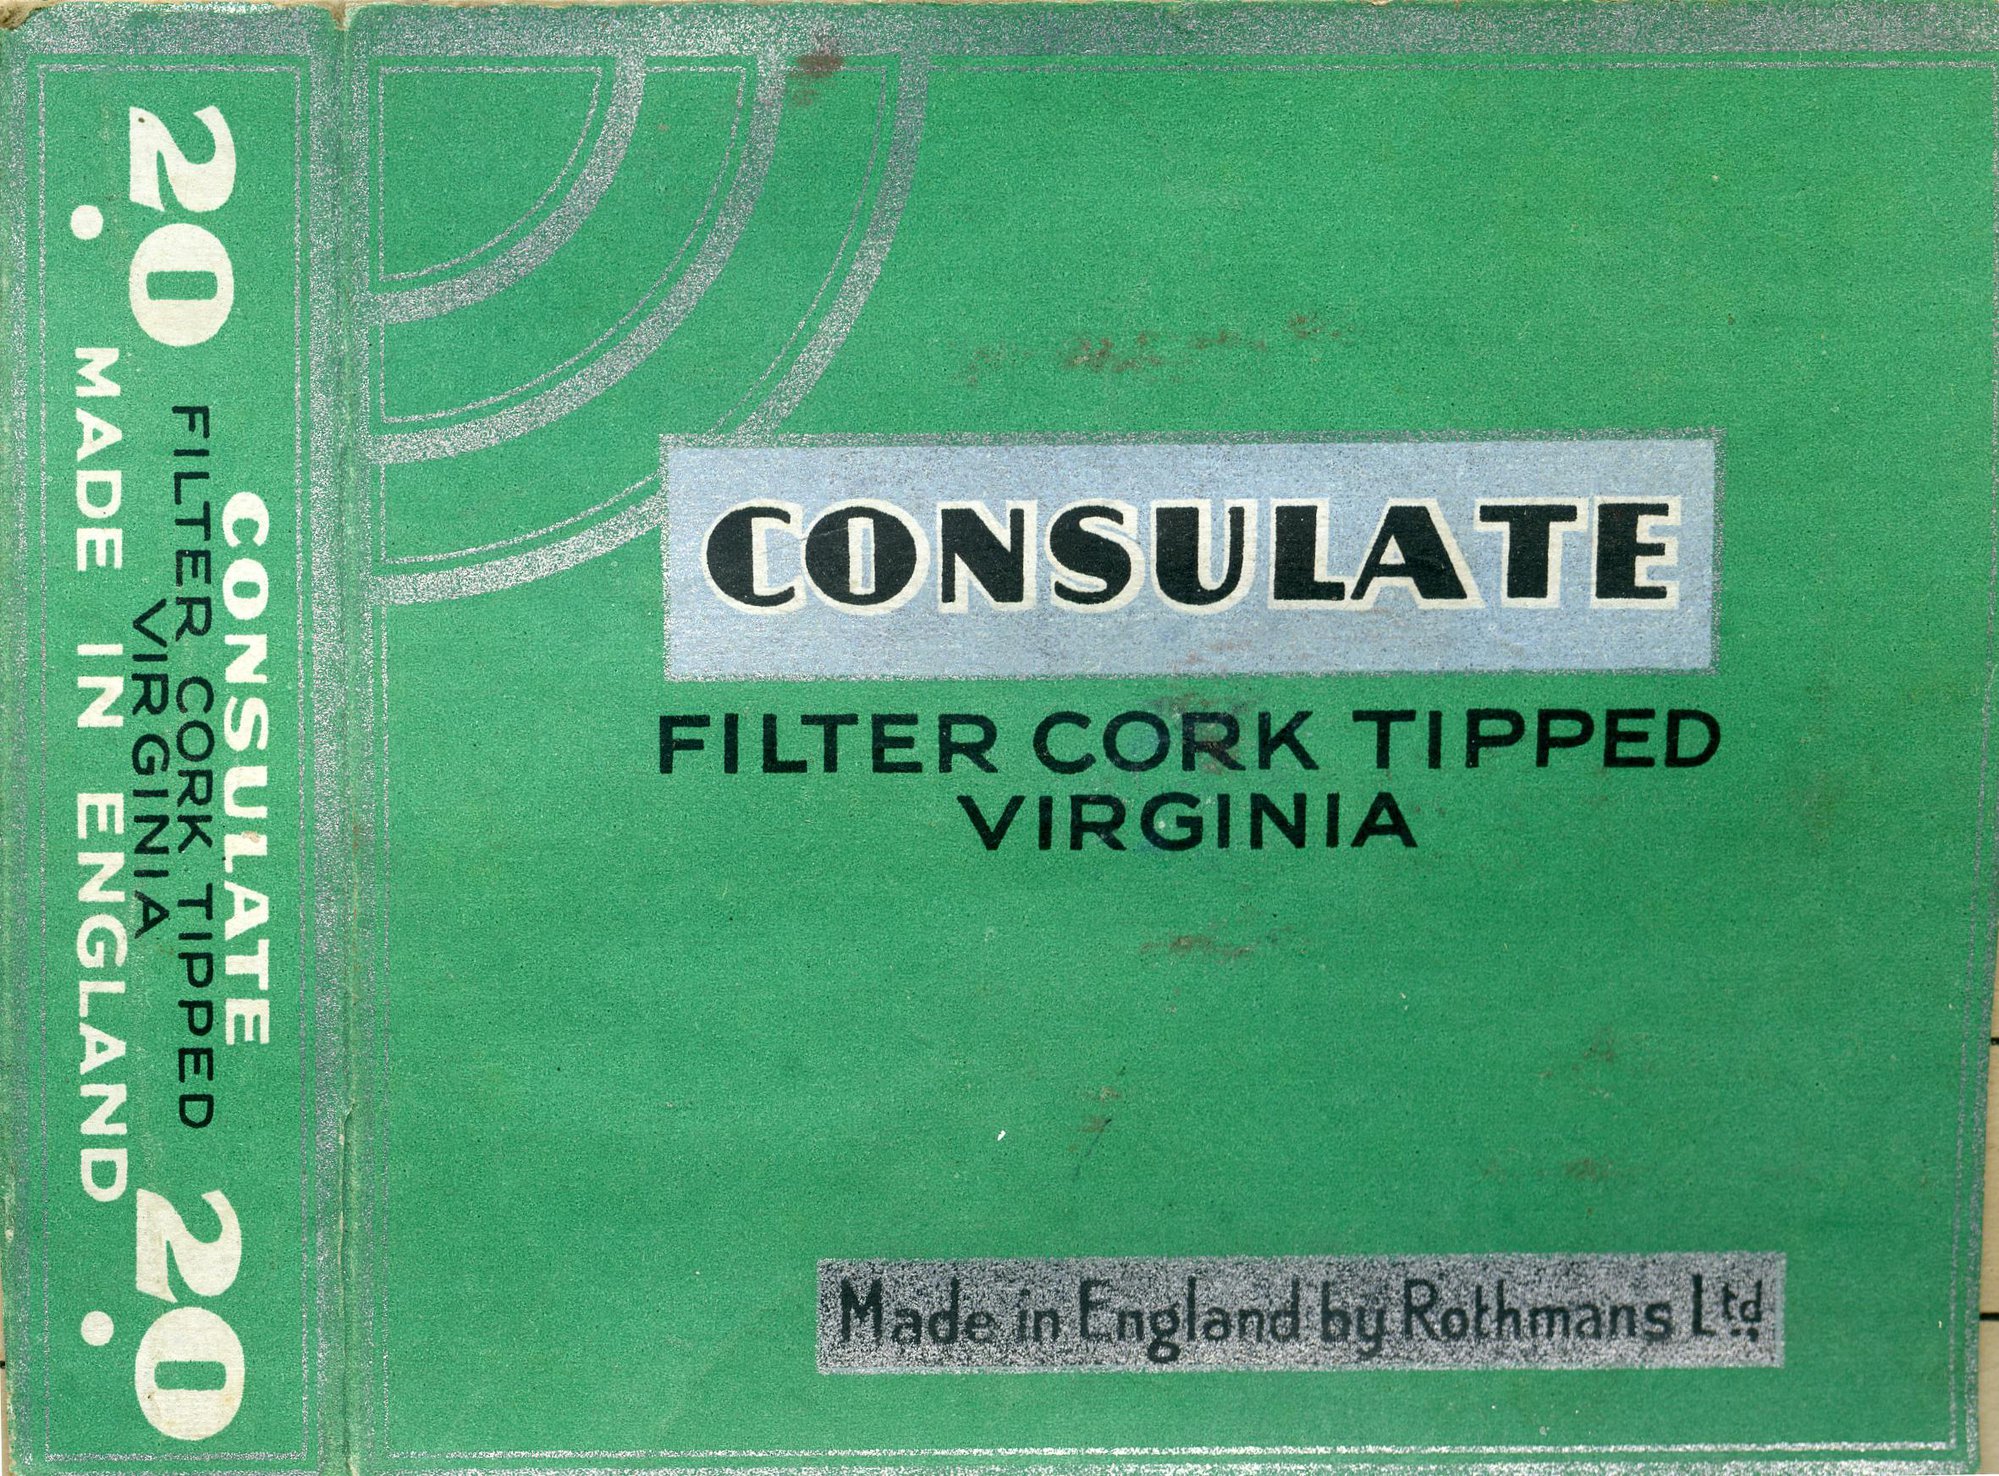 20 CONSULATE 20
FILTER CORK TIPPED
VIRGINIA
• MADE IN ENGLAND •
CONSULATE
FILTER CORK TIPPED
VIRGINIA
Made in England by Rothmans Ltd